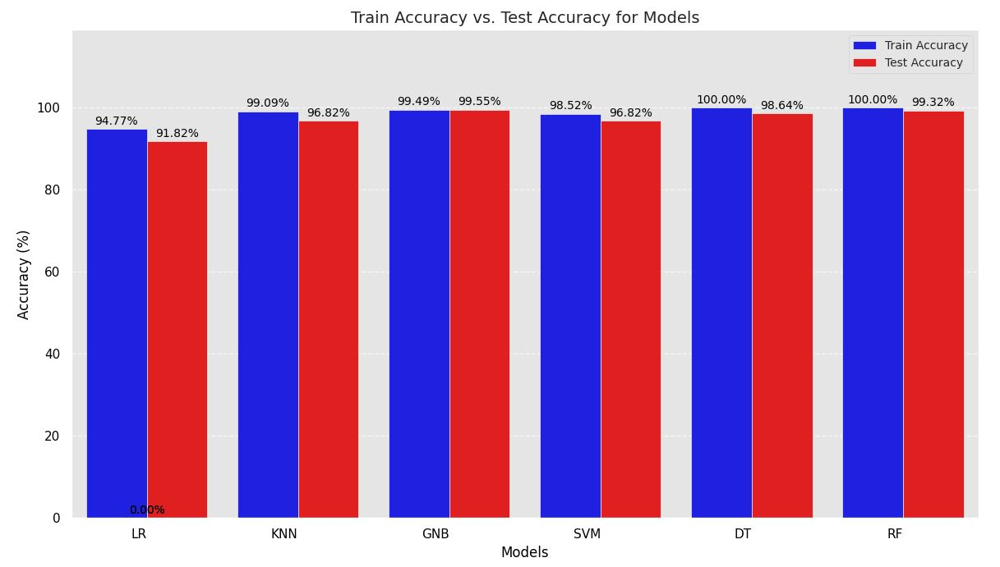 Train Accuracy vs. Test Accuracy for Models
Train Accuracy
Test Accuracy
Accuracy (%)
100
80
60
40
20
0
94.77%
91.82%
99.09%
96.82%
99.49%
99.55%
98.52%
96.82%
100.00%
98.64%
100.00%
99.32%
0.00%
LR
KNN
GNB
SVM
DT
RF
Models